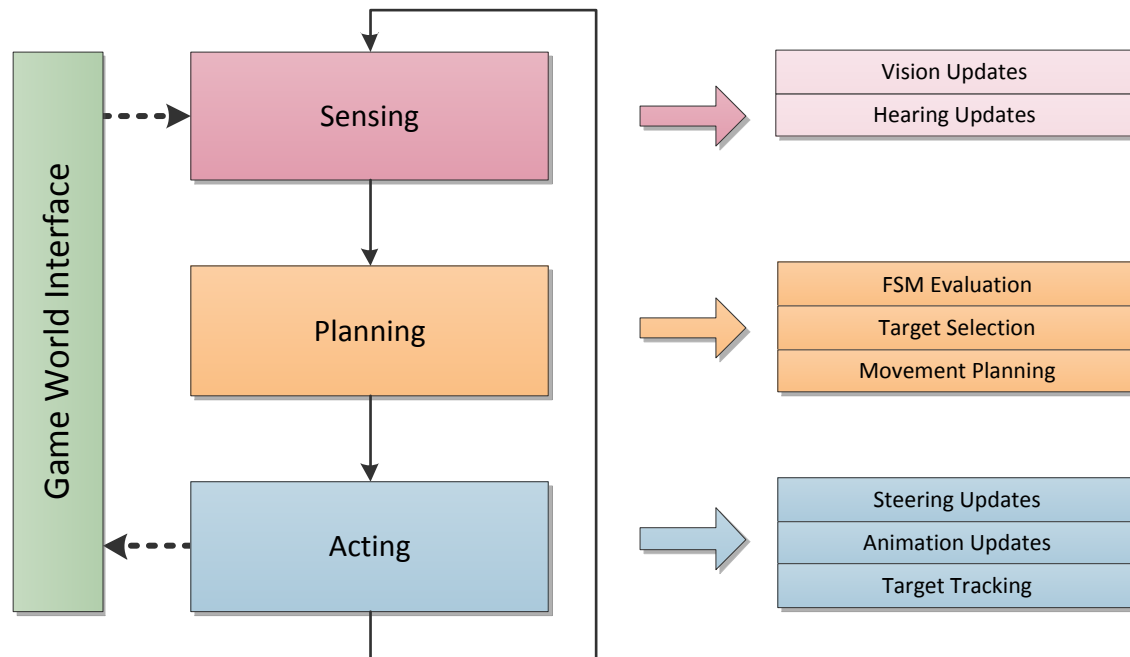 Game World Interface
Sensing
Vision Updates
Hearing Updates
Planning
FSM Evaluation
Target Selection
Movement Planning
Acting
Steering Updates
Animation Updates
Target Tracking